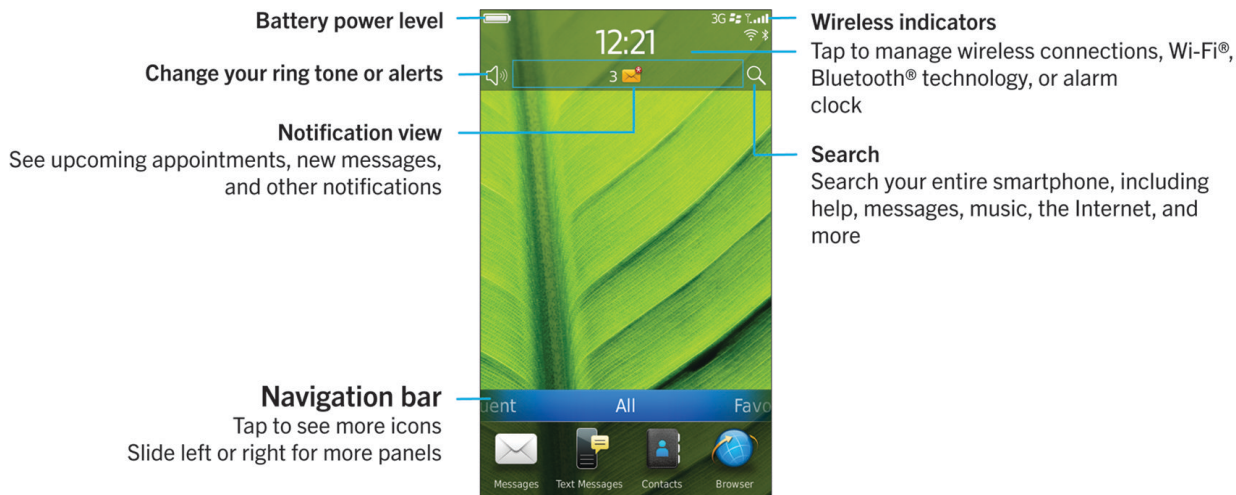 Battery power level
Change your ring tone or alerts
Notification view
See upcoming appointments, new messages,
and other notifications
Navigation bar
Tap to see more icons
Slide left or right for more panels
3G
12:21
3
uent All Favo
Messages Text Messages Contacts Browser
Wireless indicators
Tap to manage wireless connections, Wi-Fi®,
Bluetooth® technology, or alarm
clock
Search
Search your entire smartphone, including
help, messages, music, the Internet, and
more